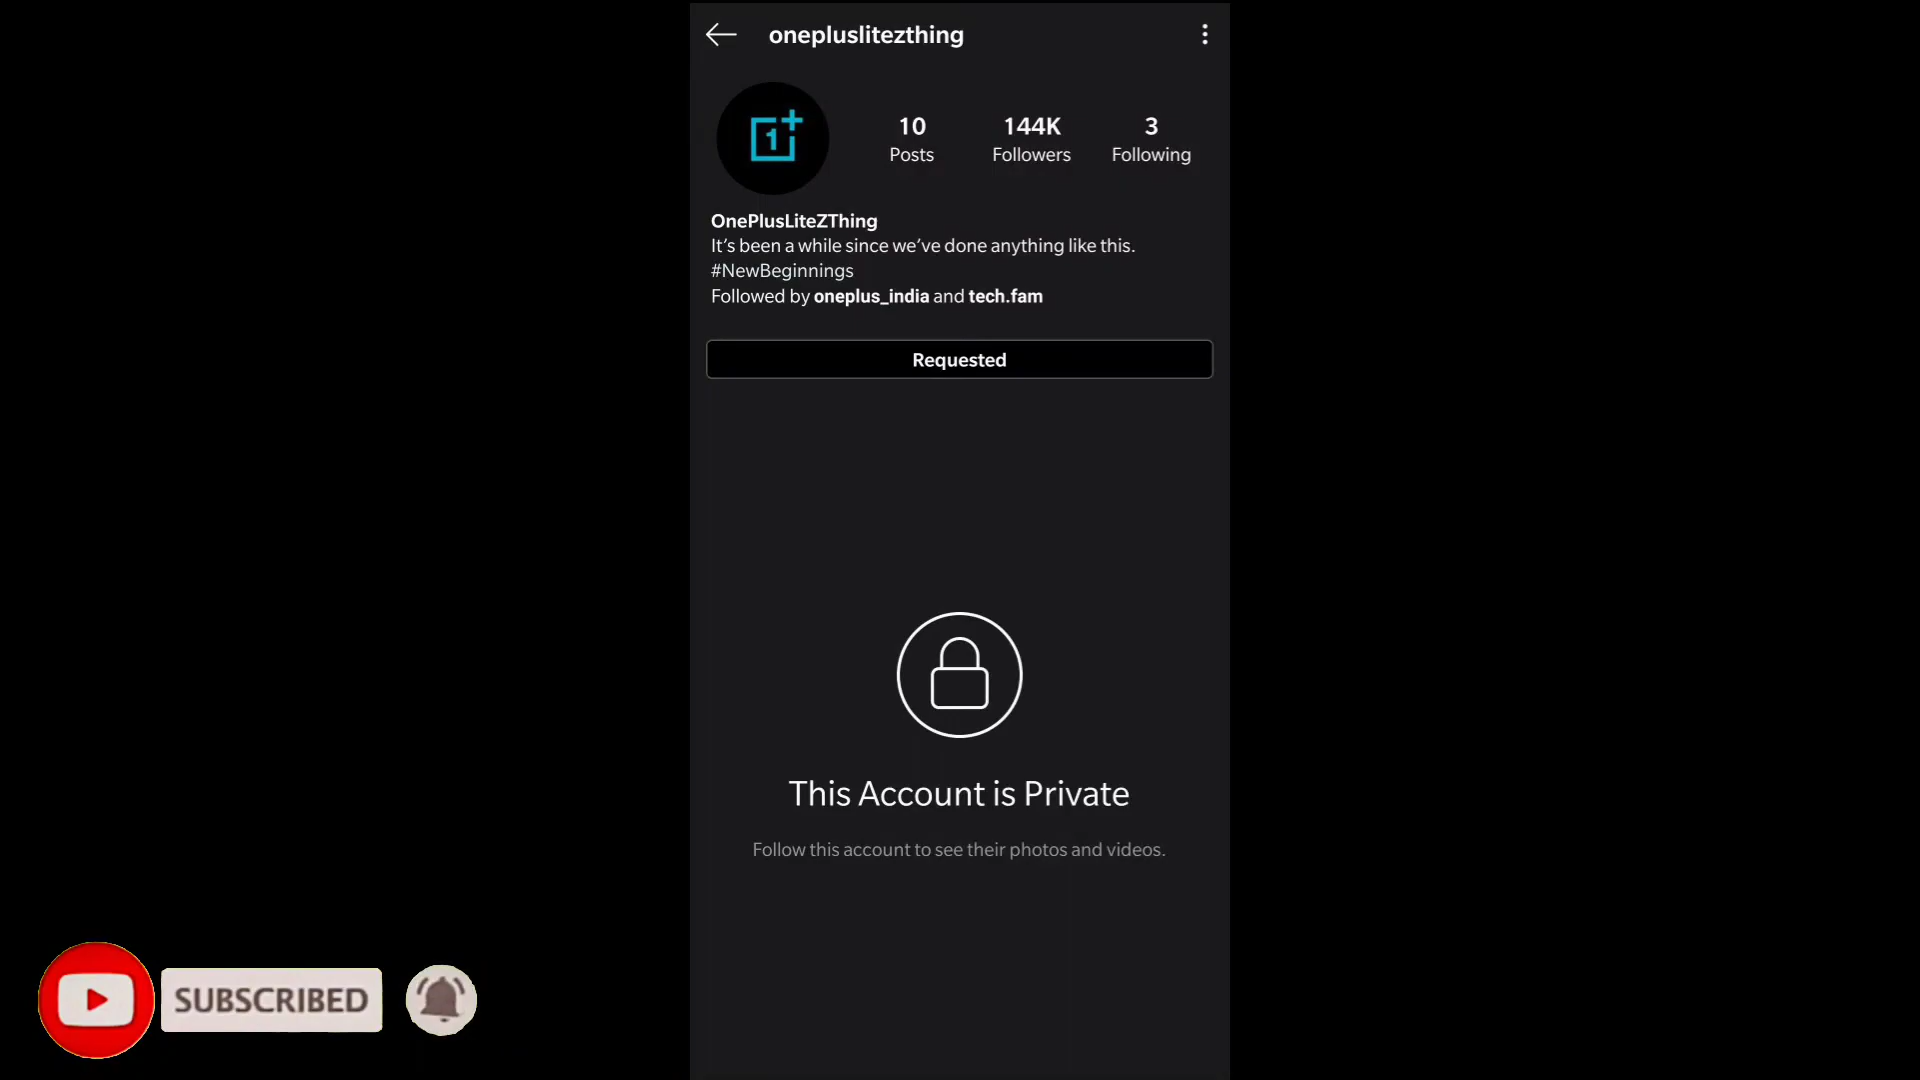 onepluslitezthing
1
10
144K
3
Posts
Followers
Following
OnePlusLiteZThing
It's been a while since we've done anything like this.
#NewBeginnings
Followed by oneplus_india and tech.fam
Requested
This Account is Private
Follow this account to see their photos and videos.
SUBSCRIBED